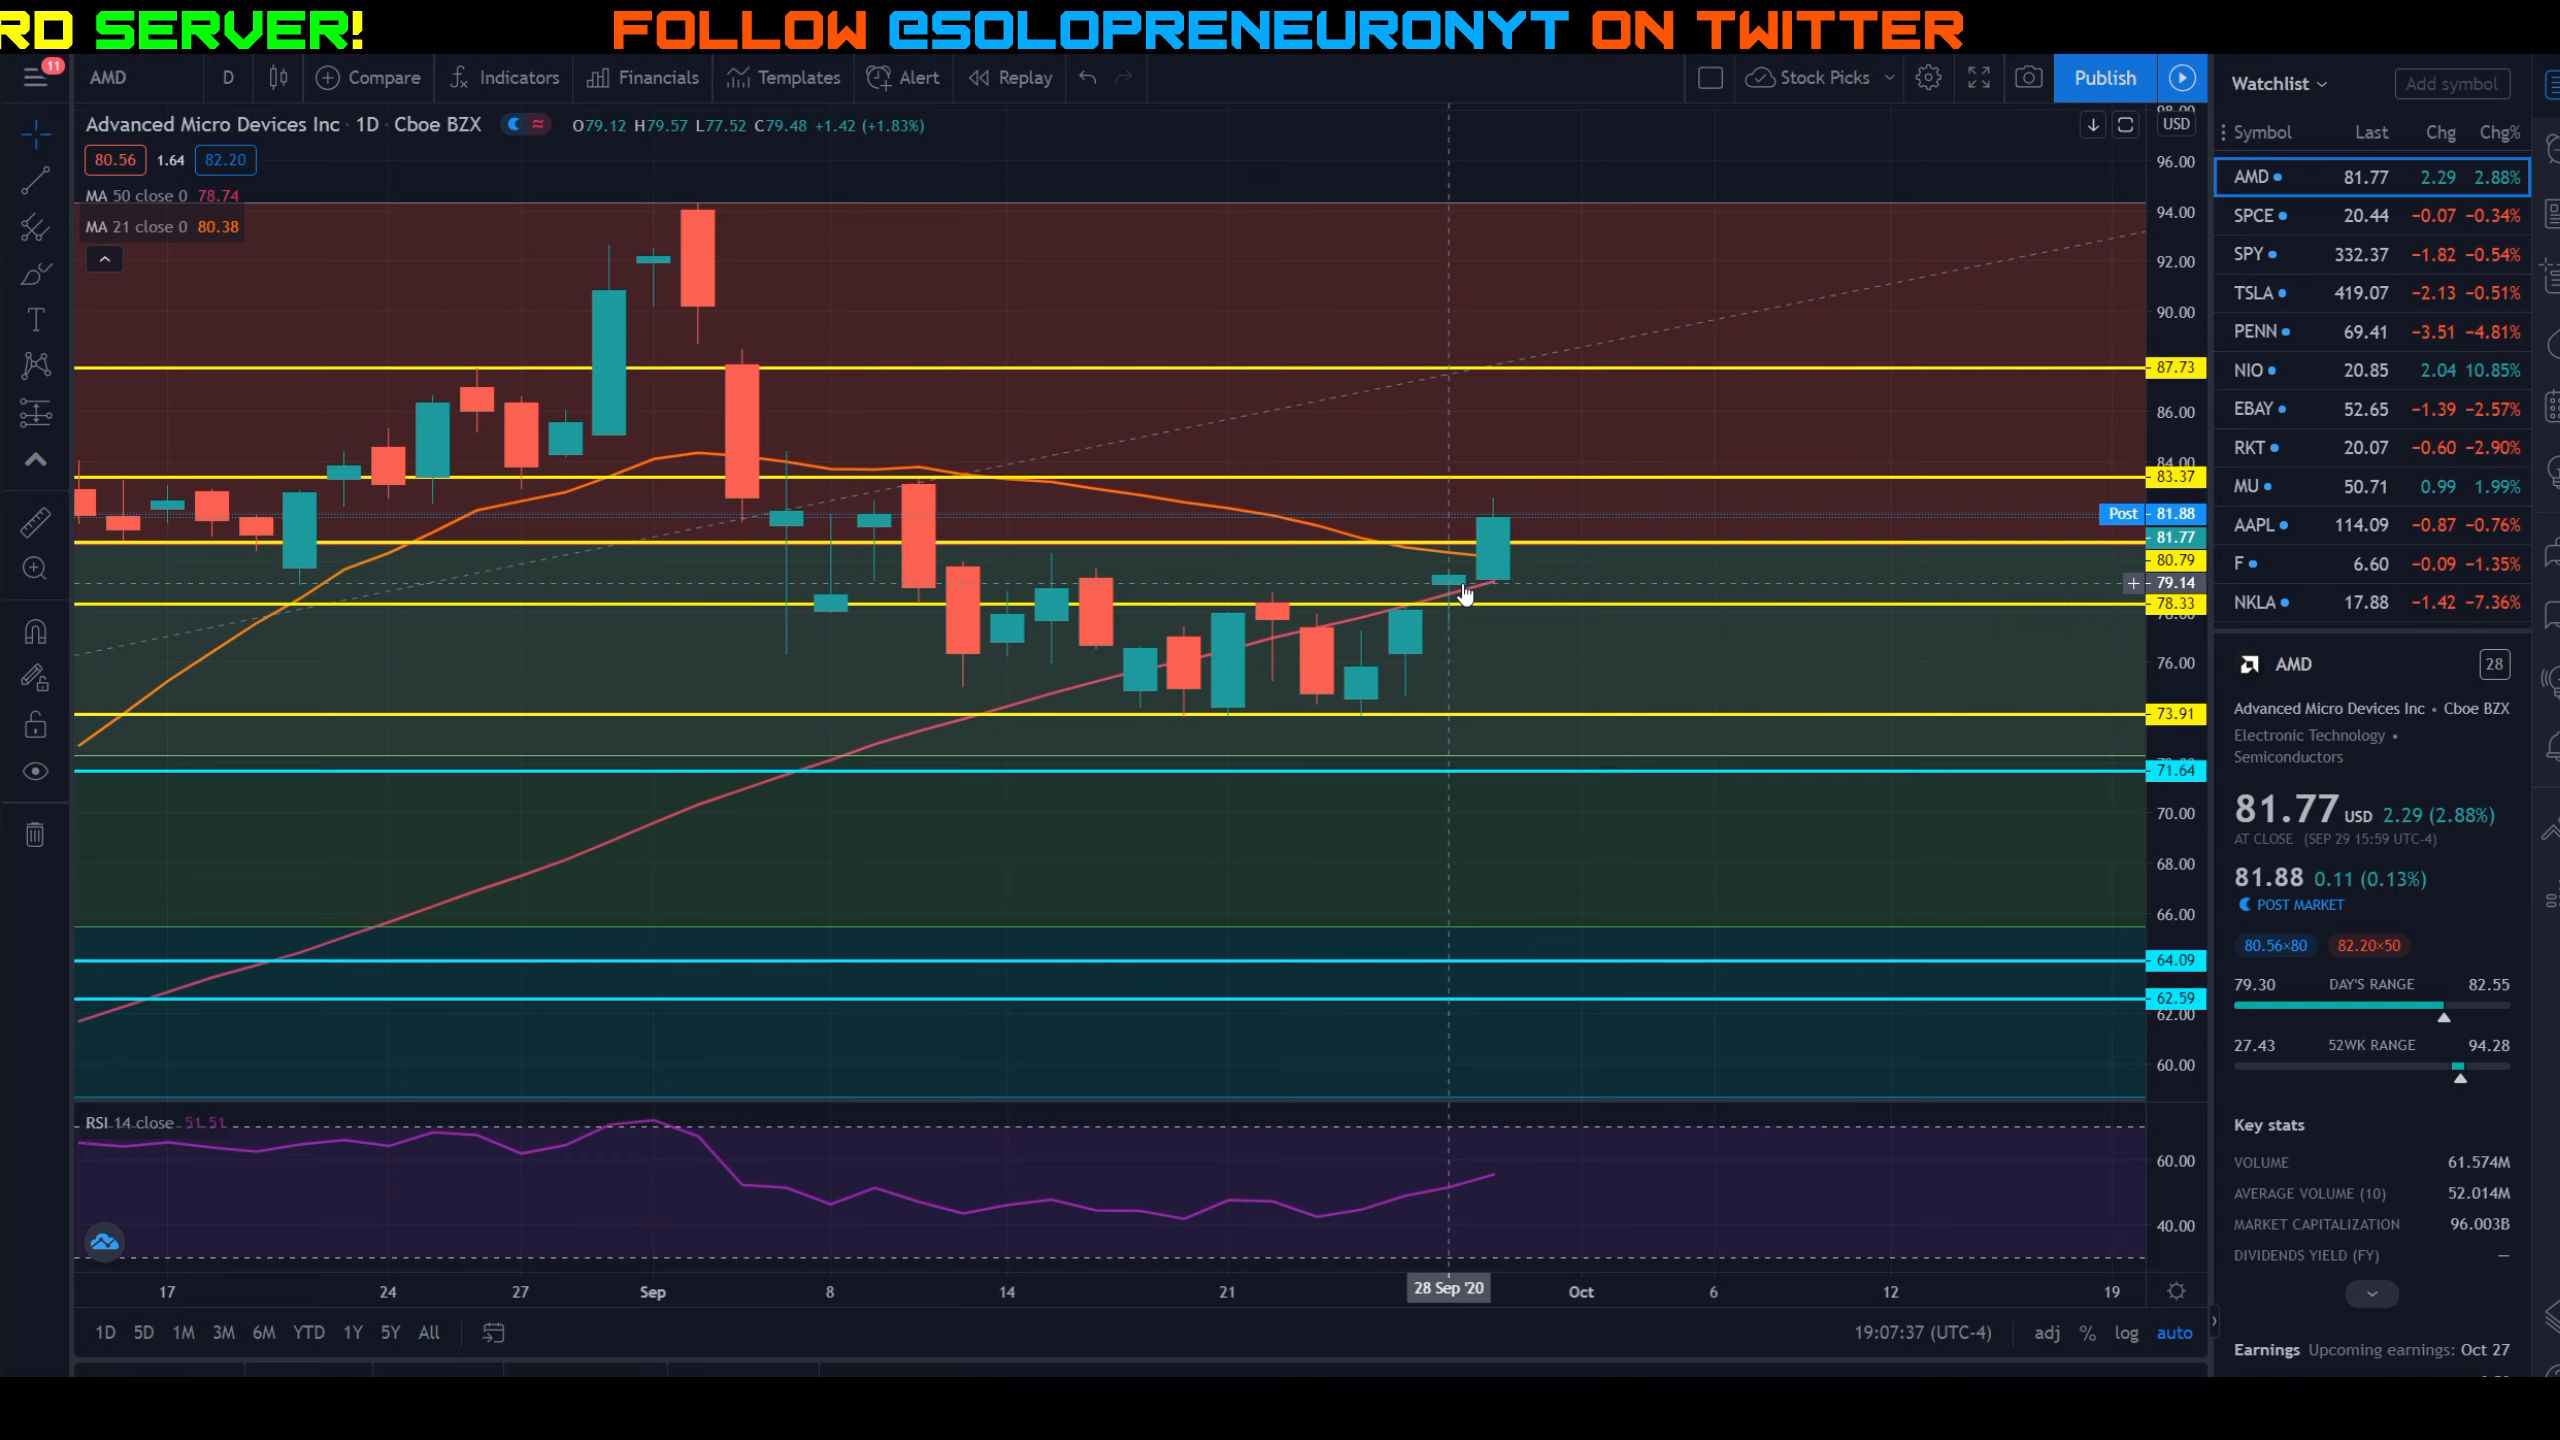 RD SERVER! FOLLOW @SOLOPRENEURONYT ON TWITTER
11 AMD D Compare Indicators Financials Templates Alert Replay Stock Picks Publish
Advanced Micro Devices Inc · 1D · Cboe BZX O79.12 H79.57 L77.52 C79.48 +1.42 (+1.83%)
80.56 1.64 82.20
MA 50 close 0 78.74
MA 21 close 0 80.38
USD
96.00
94.00
92.00
90.00
87.73
86.00
84.00
83.37
Post 81.88
81.77
80.79
79.14
78.33
78.00
76.00
73.91
71.64
70.00
68.00
66.00
64.09
62.59
62.00
60.00
RSI 14 close 51.51
60.00
40.00
17 24 27 Sep 8 14 21 28 Sep '20 Oct 6 12 19
1D 5D 1M 3M 6M YTD 1Y 5Y All 19:07:37 (UTC-4) adj % log auto
Watchlist Add symbol
Symbol Last Chg Chg%
AMD 81.77 2.29 2.88%
SPCE 20.44 −0.07 −0.34%
SPY 332.37 −1.82 −0.54%
TSLA 419.07 −2.13 −0.51%
PENN 69.41 −3.51 −4.81%
NIO 20.85 2.04 10.85%
EBAY 52.65 −1.39 −2.57%
RKT 20.07 −0.60 −2.90%
MU 50.71 0.99 1.99%
AAPL 114.09 −0.87 −0.76%
F 6.60 −0.09 −1.35%
NKLA 17.88 −1.42 −7.36%
AMD 28
Advanced Micro Devices Inc • Cboe BZX
Electronic Technology •
Semiconductors
81.77 USD 2.29 (2.88%)
AT CLOSE (SEP 29 15:59 UTC-4)
81.88 0.11 (0.13%)
POST MARKET
80.56×80 82.20×50
79.30 DAY'S RANGE 82.55
27.43 52WK RANGE 94.28
Key stats
VOLUME 61.574M
AVERAGE VOLUME (10) 52.014M
MARKET CAPITALIZATION 96.003B
DIVIDENDS YIELD (FY) —
Earnings Upcoming earnings: Oct 27